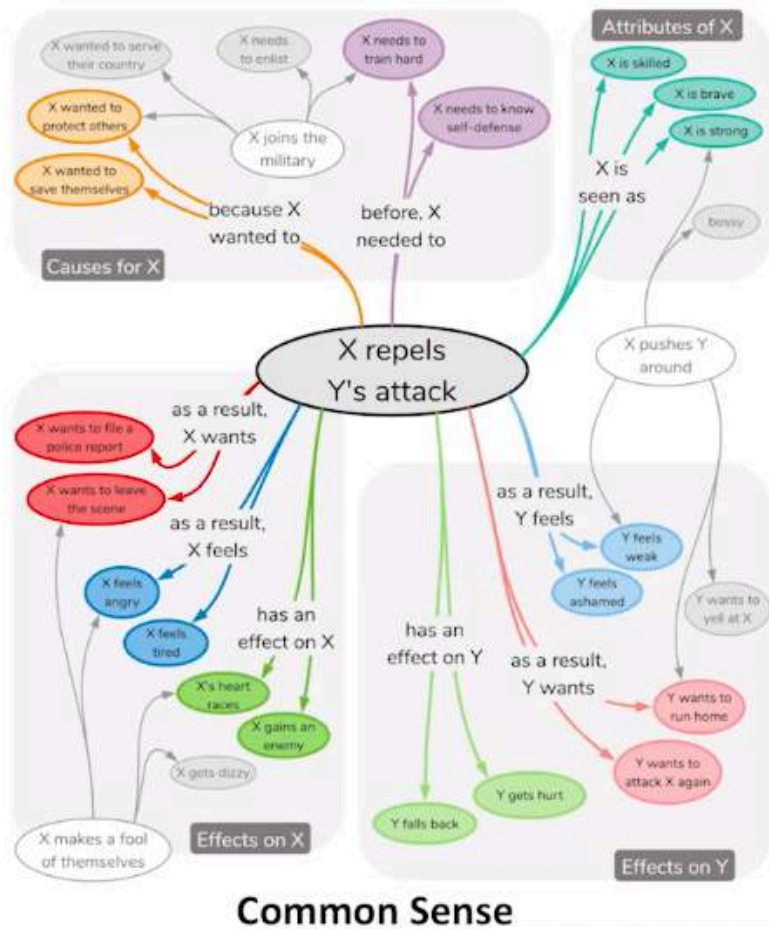 Attributes of X
X wanted to serve
their country
X needs
to enlist
X needs to
train hard
X is skilled
X wanted to
protect others
X joins the
military
X needs to know
self-defense
X is brave
X is strong
X wanted to
save themselves
X is
seen as
because X
wanted to
before, X
needed to
bossy
Causes for X
X repels
Y's attack
X pushes Y
around
as a result,
X wants
X wants to file a
police report
X wants to leave
the scene
as a result,
X feels
as a result,
Y feels
Y feels
weak
Y feels
ashamed
X feels
angry
X feels
tired
has an
effect on X
has an
effect on Y
as a result,
Y wants
Y wants to
yell at X
X's heart
races
X gains an
enemy
Y wants to
run home
X gets dizzy
Y wants to
attack X again
Y gets hurt
Y falls back
X makes a fool
of themselves
Effects on X
Effects on Y
Common Sense